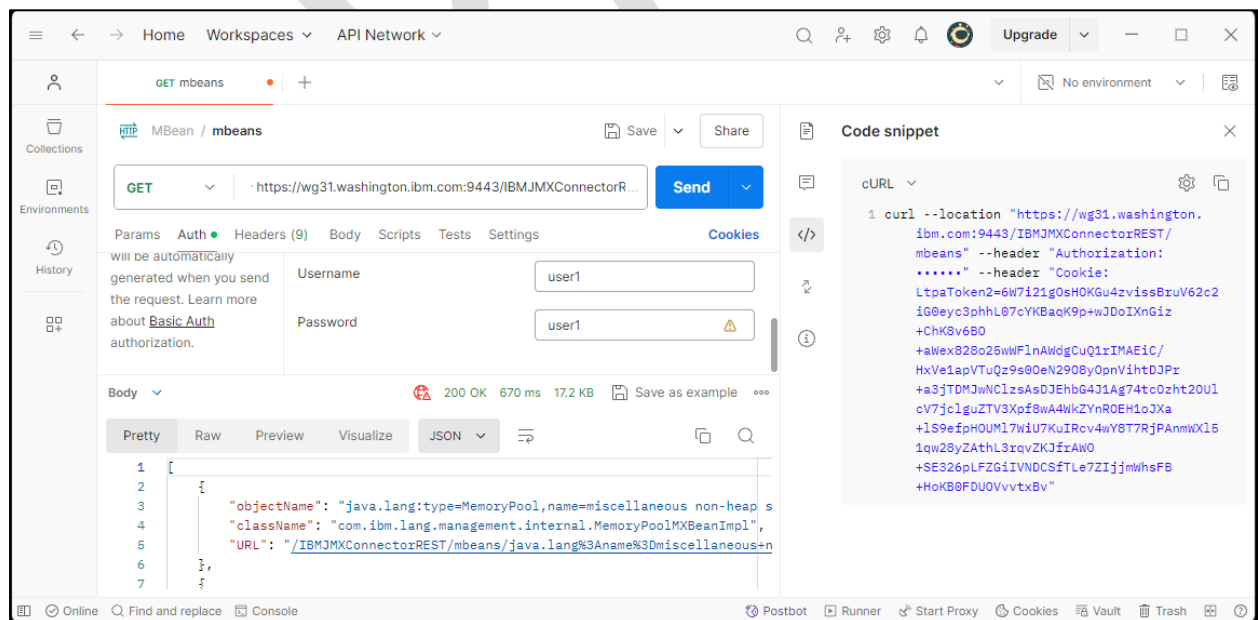 Home Workspaces API Network Upgrade
GET mbeans No environment
HTTP MBean / mbeans Save Share
Collections
Environments
History
GET https://wg31.washington.ibm.com:9443/IBMJMXConnectorR... Send
Params Auth Headers (9) Body Scripts Tests Settings Cookies
will be automatically
generated when you send
the request. Learn more
about Basic Auth
authorization.
Username user1
Password user1
Body 200 OK 670 ms 17.2 KB Save as example
Pretty Raw Preview Visualize JSON
1 [
2 {
3 "objectName": "java.lang:type=MemoryPool,name=miscellaneous non-heap s
4 "className": "com.ibm.lang.management.internal.MemoryPoolMXBeanImpl",
5 "URL": "/IBMJMXConnectorREST/mbeans/java.lang%3Aname%3Dmiscellaneous+n
6 },
7 {
Code snippet
cURL
1 curl --location "https://wg31.washington.
ibm.com:9443/IBMJMXConnectorREST/
mbeans" --header "Authorization:
••••••" --header "Cookie:
LtpaToken2=6W7i21gOsHOKGu4zvissBruV62c2
iG0eyc3phhL07cYKBaqK9p+wJDoIXnGiz
+ChK8v6BO
+aWex828o25wWFlnAWdgCuQ1rIMAEiC/
HxVe1apVTuQz9s0OeN29O8yOpnVihtDJPr
+a3jTDMJwNClzsAsDJEhbG4J1Ag74tcOzht2OUl
cV7jclguZTV3Xpf8wA4WkZYnROEH1oJXa
+lS9efpHOUMl7WiU7KuIRcv4wY8T7RjPAnmWXl5
1qw28yZAthL3rqvZKJfrAWO
+SE326pLFZGiIVNDCSfTLe7ZIjjmWhsFB
+HoKB0FDUOVvvtxBv"
Online Find and replace Console Postbot Runner Start Proxy Cookies Vault Trash